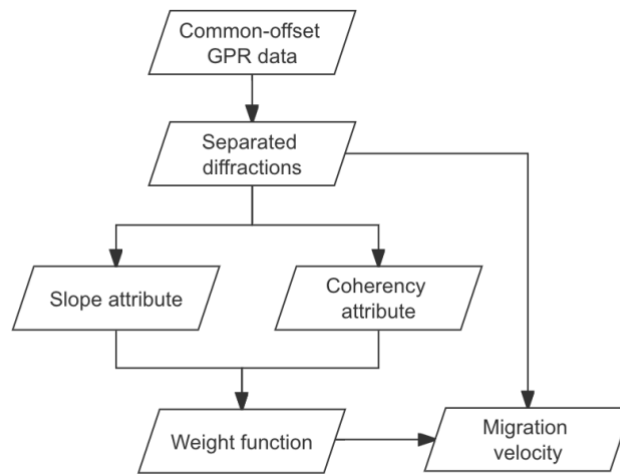 Common-offset
GPR data
Separated
diffractions
Slope attribute
Coherency
attribute
Weight function
Migration
velocity